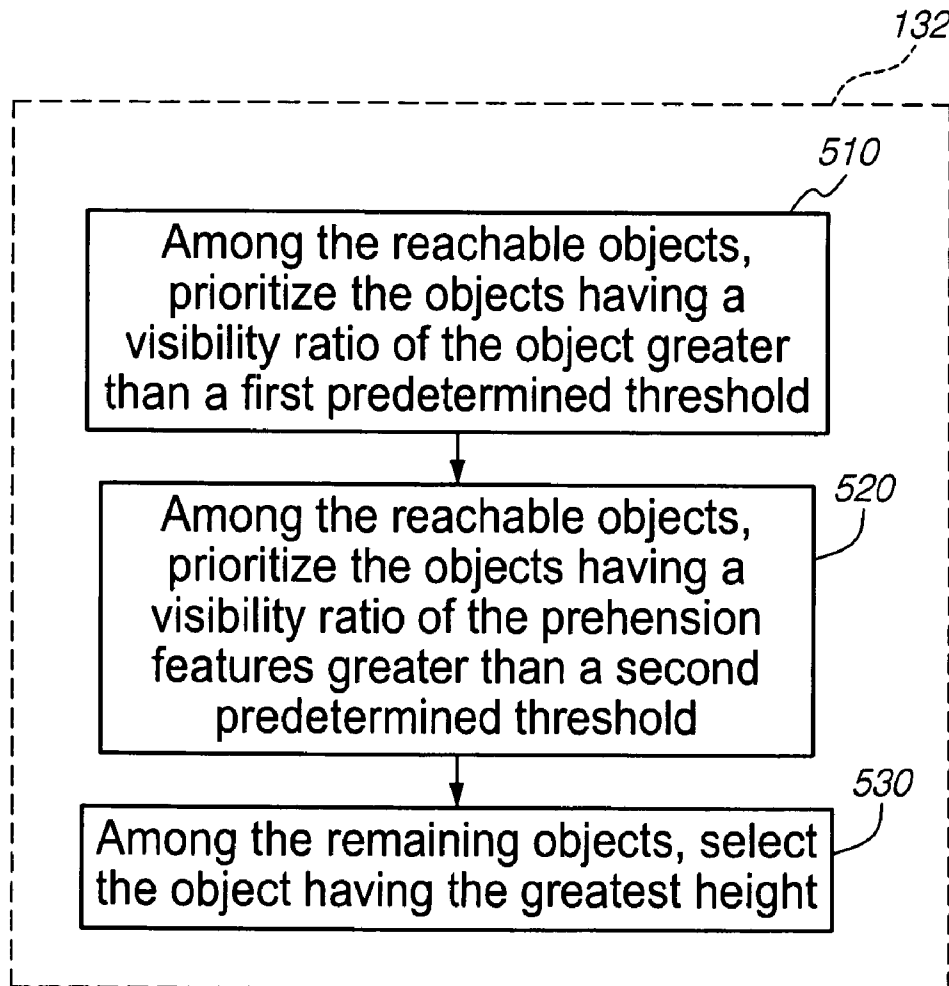 132
510
Among the reachable objects,
prioritize the objects having a
visibility ratio of the object greater
than a first predetermined threshold
520
Among the reachable objects,
prioritize the objects having a
visibility ratio of the prehension
features greater than a second
predetermined threshold
530
Among the remaining objects, select
the object having the greatest height